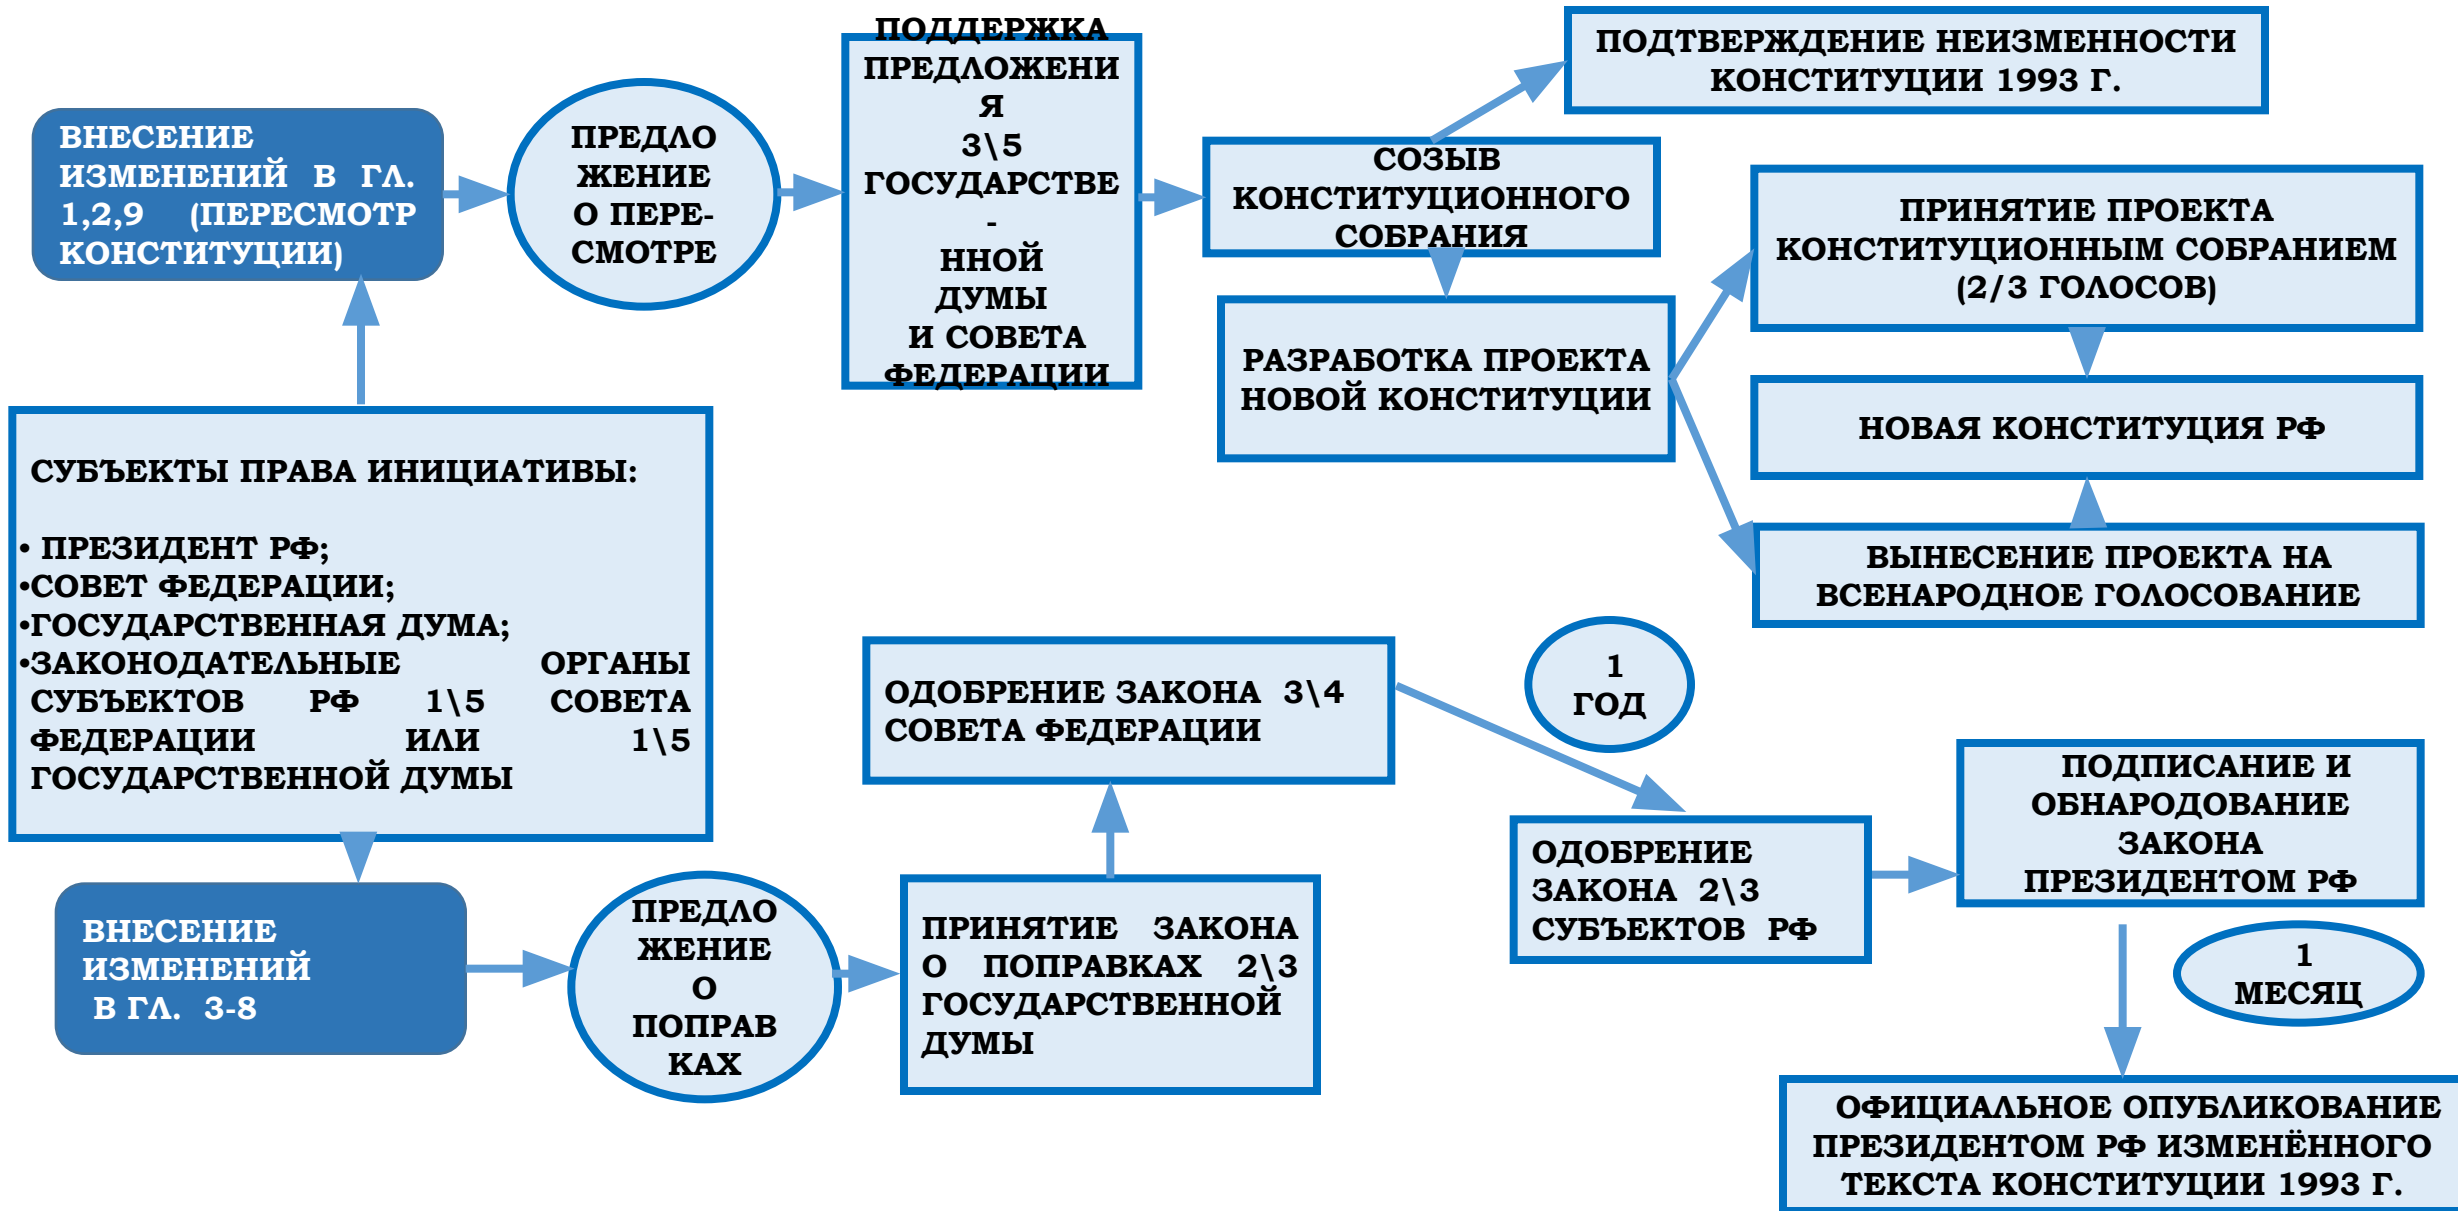 ВНЕСЕНИЕ
ИЗМЕНЕНИЙ В ГЛ.
1,2,9 (ПЕРЕСМОТР
КОНСТИТУЦИИ)
ПРЕДЛО
ЖЕНИЕ
О ПЕРЕ-
СМОТРЕ
ПОДДЕРЖКА
ПРЕДЛОЖЕНИ
Я
3\5
ГОСУДАРСТВЕ
-
ННОЙ
ДУМЫ
И СОВЕТА
ФЕДЕРАЦИИ
СОЗЫВ
КОНСТИТУЦИОННОГО
СОБРАНИЯ
ПОДТВЕРЖДЕНИЕ НЕИЗМЕННОСТИ
КОНСТИТУЦИИ 1993 Г.
РАЗРАБОТКА ПРОЕКТА
НОВОЙ КОНСТИТУЦИИ
ПРИНЯТИЕ ПРОЕКТА
КОНСТИТУЦИОННЫМ СОБРАНИЕМ
(2/3 ГОЛОСОВ)
НОВАЯ КОНСТИТУЦИЯ РФ
ВЫНЕСЕНИЕ ПРОЕКТА НА
ВСЕНАРОДНОЕ ГОЛОСОВАНИЕ
СУБЪЕКТЫ ПРАВА ИНИЦИАТИВЫ:
• ПРЕЗИДЕНТ РФ;
•СОВЕТ ФЕДЕРАЦИИ;
•ГОСУДАРСТВЕННАЯ ДУМА;
•ЗАКОНОДАТЕЛЬНЫЕ ОРГАНЫ
СУБЪЕКТОВ РФ 1\5 СОВЕТА
ФЕДЕРАЦИИ ИЛИ 1\5
ГОСУДАРСТВЕННОЙ ДУМЫ
ВНЕСЕНИЕ
ИЗМЕНЕНИЙ
В ГЛ. 3-8
ПРЕДЛО
ЖЕНИЕ
О
ПОПРАВ
КАХ
ПРИНЯТИЕ ЗАКОНА
О ПОПРАВКАХ 2\3
ГОСУДАРСТВЕННОЙ
ДУМЫ
ОДОБРЕНИЕ ЗАКОНА 3\4
СОВЕТА ФЕДЕРАЦИИ
1
ГОД
ОДОБРЕНИЕ
ЗАКОНА 2\3
СУБЪЕКТОВ РФ
ПОДПИСАНИЕ И
ОБНАРОДОВАНИЕ
ЗАКОНА
ПРЕЗИДЕНТОМ РФ
1
МЕСЯЦ
ОФИЦИАЛЬНОЕ ОПУБЛИКОВАНИЕ
ПРЕЗИДЕНТОМ РФ ИЗМЕНЁННОГО
ТЕКСТА КОНСТИТУЦИИ 1993 Г.